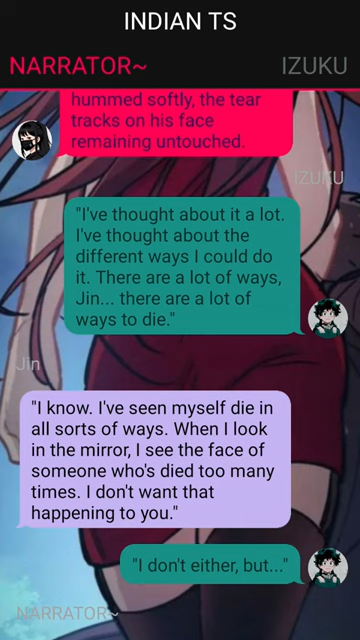 INDIAN TS
NARRATOR~ IZUKU
hummed softly, the tear
tracks on his face
remaining untouched.
IZUKU
"I've thought about it a lot.
I've thought about the
different ways I could do
it. There are a lot of ways,
Jin... there are a lot of
ways to die."
Jin
"I know. I've seen myself die in
all sorts of ways. When I look
in the mirror, I see the face of
someone who's died too many
times. I don't want that
happening to you."
"I don't either, but..."
NARRATOR~